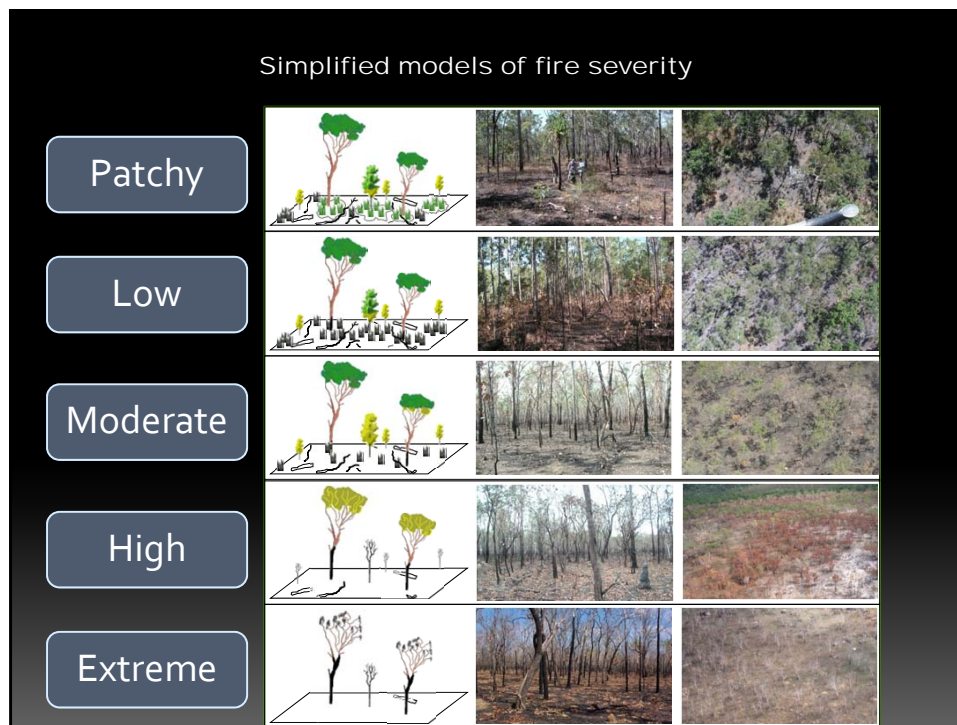 Simplified models of fire severity
Patchy
Low
Moderate
High
Extreme